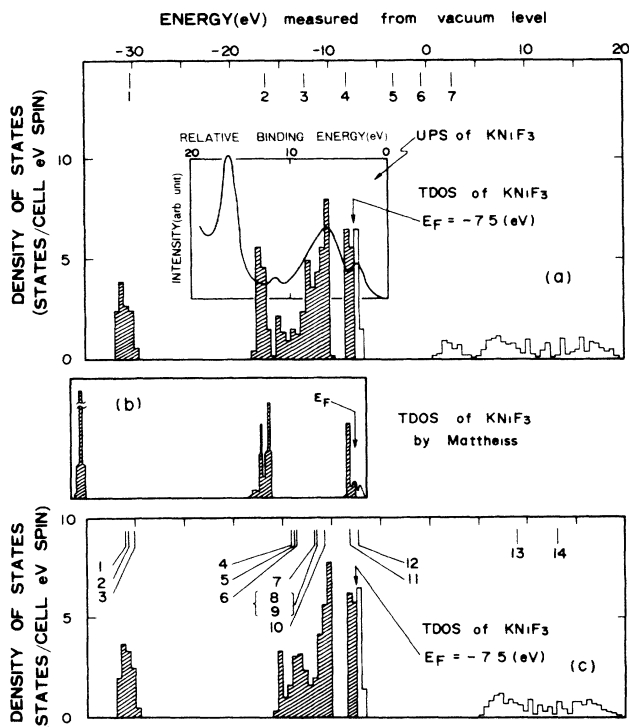 ENERGY(eV) measured from vacuum level
-30 -20 -10 0 10 20
1 2 3 4 5 6 7
DENSITY OF STATES
(STATES/CELL eV SPIN)
10
5
0
RELATIVE BINDING ENERGY(eV)
20 10 0
INTENSITY(arb unit)
UPS of KNiF3
TDOS of KNiF3
EF = -7 5 (eV)
(a)
(b)
EF
TDOS of KNiF3
by Mattheiss
DENSITY OF STATES
STATES/CELL eV SPIN)
10
5
0
1
2
3
4
5
6
7
8
9
10
12
11
13 14
TDOS of KNiF3
EF = -7 5 (eV)
(c)